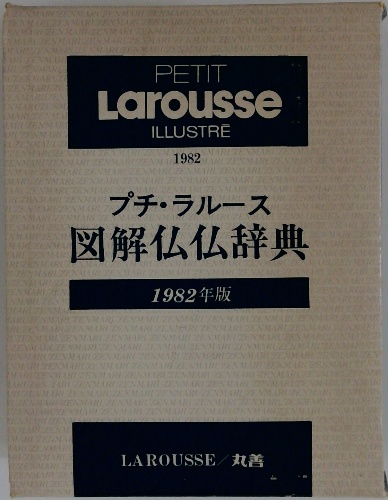 PETIT
Larousse
ILLUSTRÉ
1982
プチ・ラルース
図解仏仏辞典
1982年版
LAROUSSE／丸善